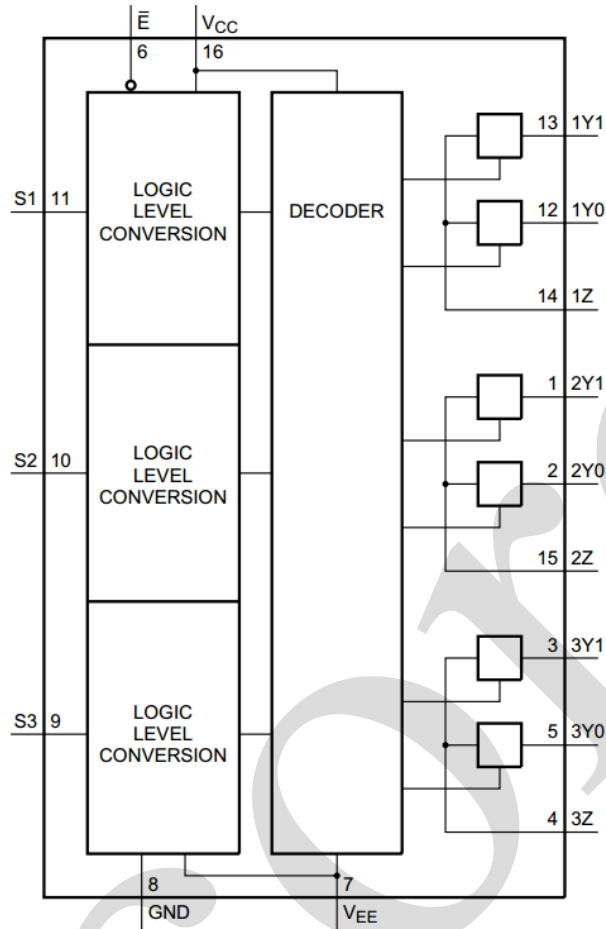 E̅ VCC
6 16
13 1Y1
S1 11
LOGIC
LEVEL
CONVERSION
DECODER
12 1Y0
14 1Z
1 2Y1
S2 10
LOGIC
LEVEL
CONVERSION
2 2Y0
15 2Z
3 3Y1
S3 9
LOGIC
LEVEL
CONVERSION
5 3Y0
4 3Z
8 7
GND VEE